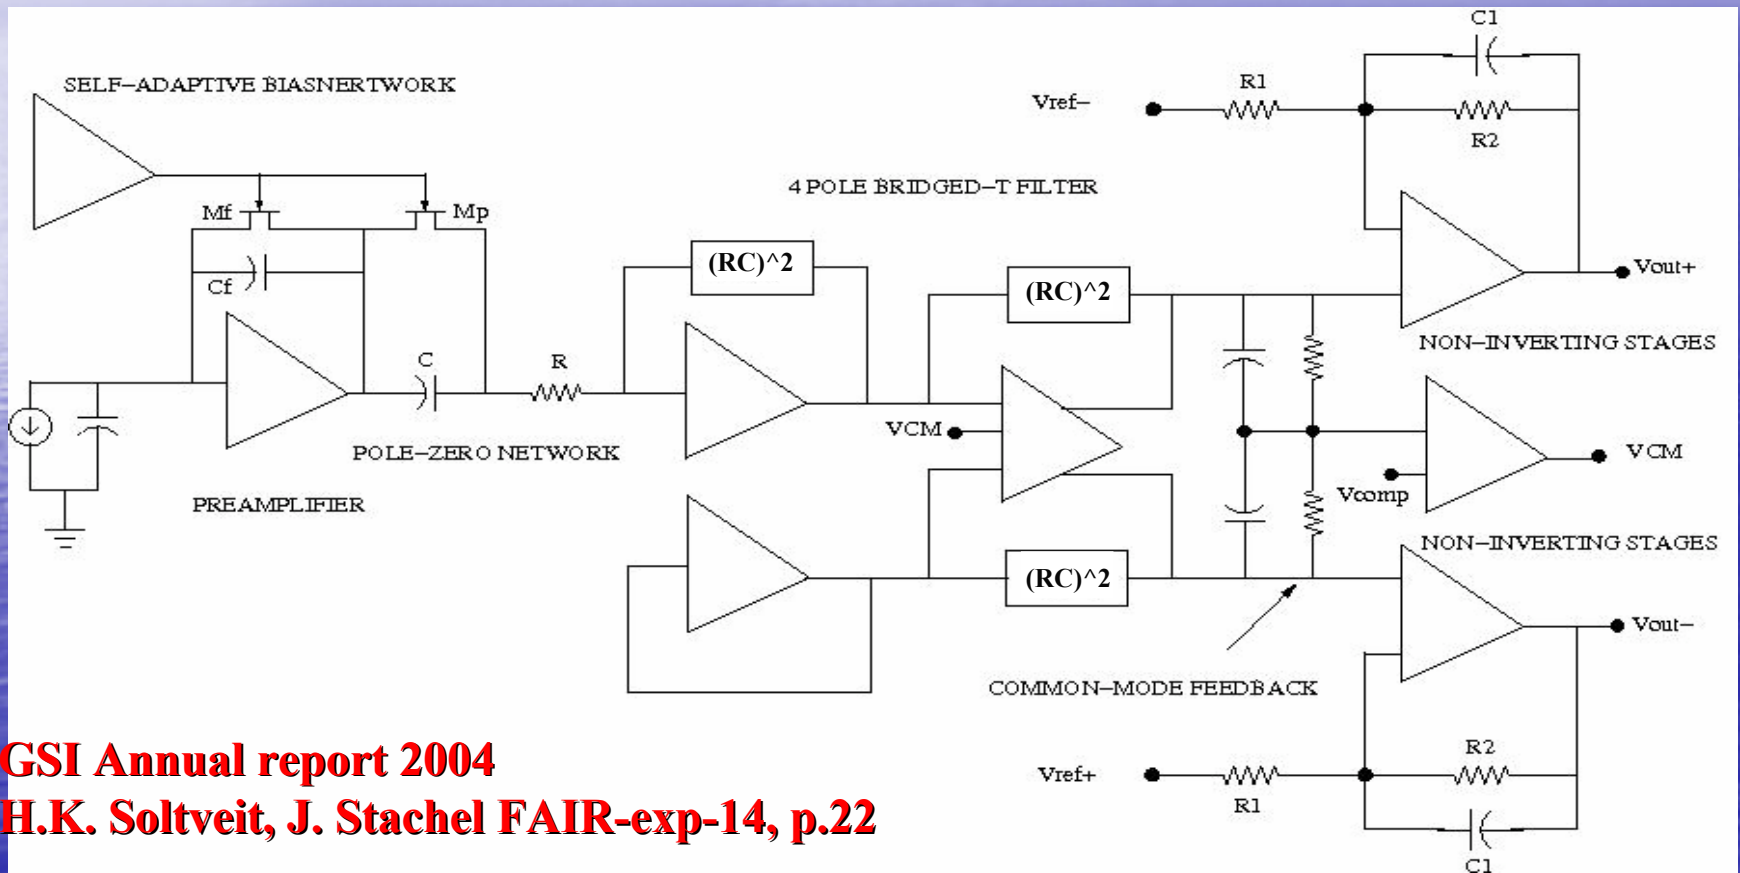 C1
SELF-ADAPTIVE BIASNERTWORK
R1
Vref-
R2
4 POLE BRIDGED-T FILTER
Mf
Mp
(RC)^2
Vout+
Cf
(RC)^2
NON-INVERTING STAGES
C
R
VCM
VCM
POLE-ZERO NETWORK
Vcomp
PREAMPLIFIER
NON-INVERTING STAGES
(RC)^2
Vout-
COMMON-MODE FEEDBACK
GSI Annual report 2004
R2
Vref+
R1
H.K. Soltveit, J. Stachel FAIR-exp-14, p.22
C1